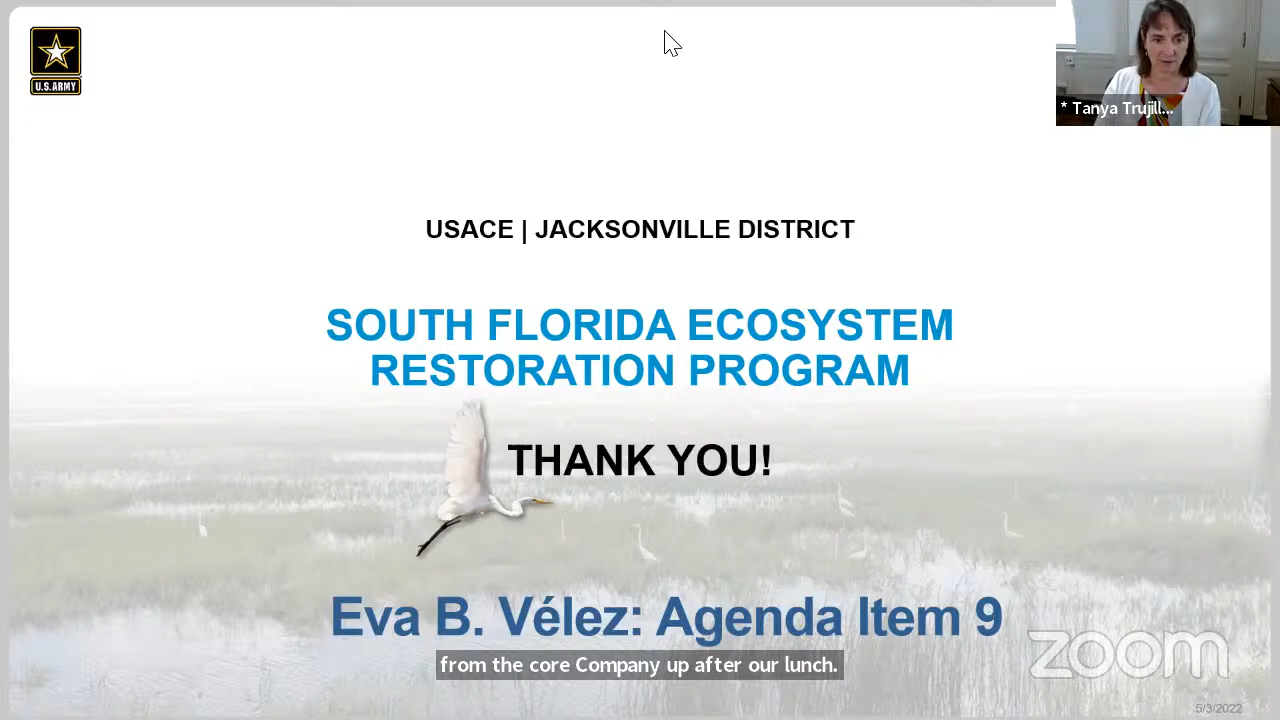 U.S. ARMY
* Tanya Trujill...
USACE | JACKSONVILLE DISTRICT
SOUTH FLORIDA ECOSYSTEM
RESTORATION PROGRAM
THANK YOU!
Eva B. Vélez: Agenda Item 9
from the core Company up after our lunch.
zoom
5/3/2022